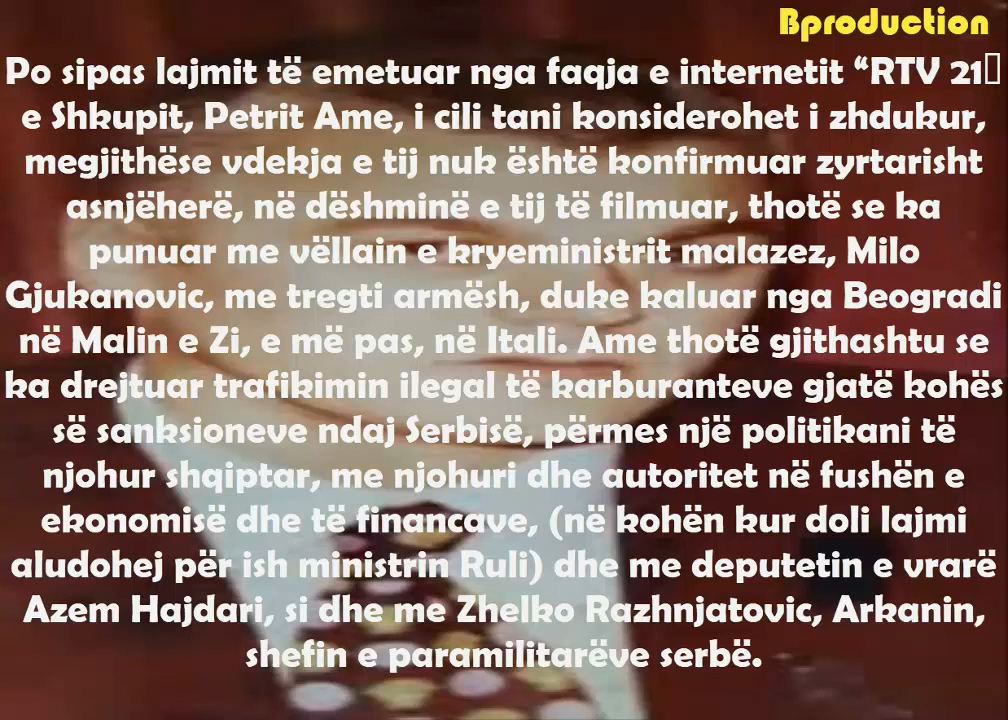 Bproduction
Po sipas lajmit të emetuar nga faqja e internetit “RTV 21
e Shkupit, Petrit Ame, i cili tani konsiderohet i zhdukur,
megjithëse vdekja e tij nuk është konfirmuar zyrtarisht
asnjëherë, në dëshminë e tij të filmuar, thotë se ka
punuar me vëllain e kryeministrit malazez, Milo
Gjukanovic, me tregti armësh, duke kaluar nga Beogradi
në Malin e Zi, e më pas, në Itali. Ame thotë gjithashtu se
ka drejtuar trafikimin ilegal të karburanteve gjatë kohës
së sanksioneve ndaj Serbisë, përmes një politikani të
njohur shqiptar, me njohuri dhe autoritet në fushën e
ekonomisë dhe të financave, (në kohën kur doli lajmi
aludohej për ish ministrin Ruli) dhe me deputetin e vrarë
Azem Hajdari, si dhe me Zhelko Razhnjatovic, Arkanin,
shefin e paramilitarëve serbë.